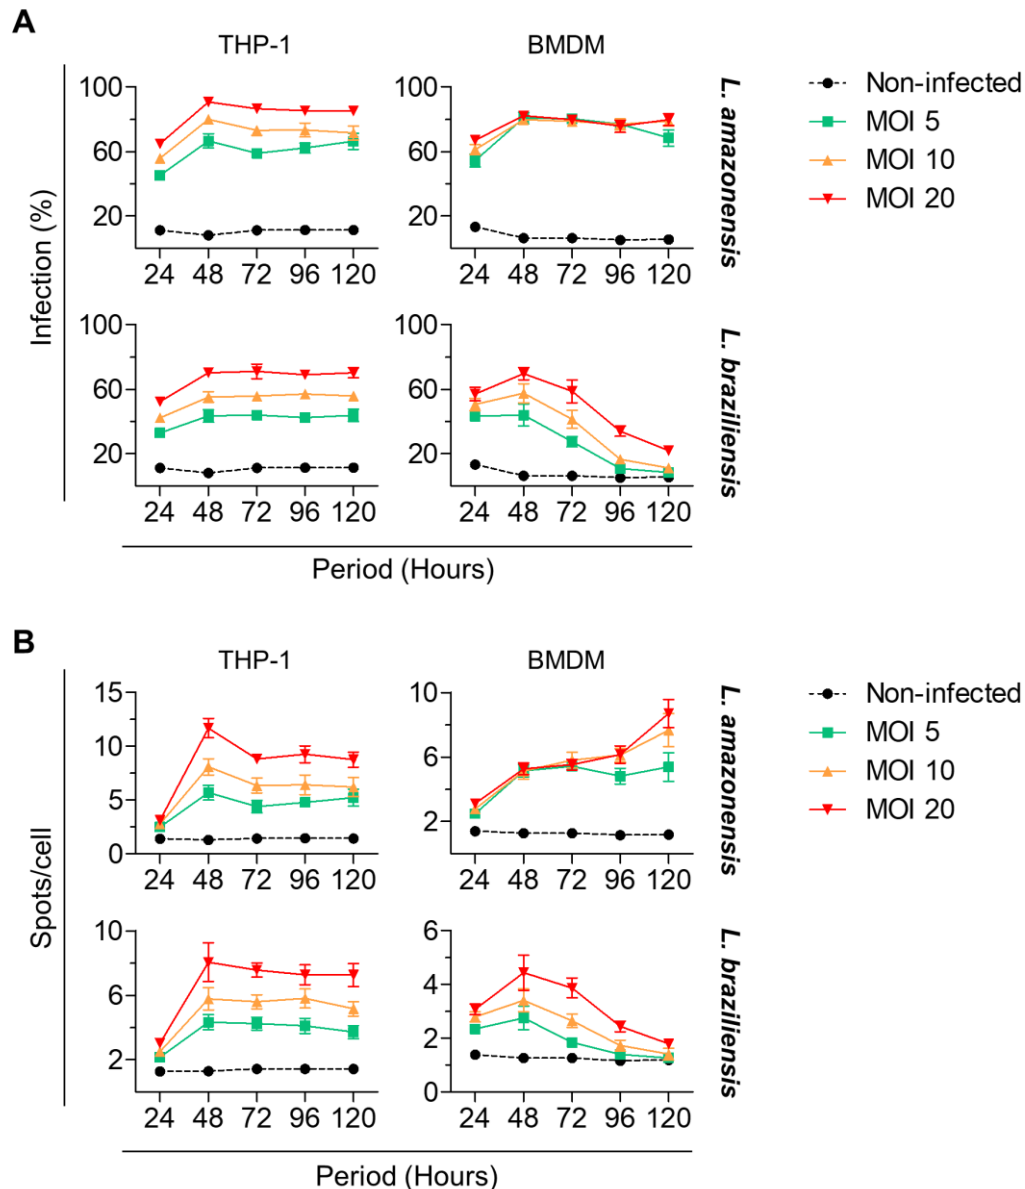 A
THP-1
BMDM
100
60
20
24 48 72 96 120
100
60
20
24 48 72 96 120
L. amazonensis
Non-infected
MOI 5
MOI 10
MOI 20
Infection (%)
100
60
20
24 48 72 96 120
100
60
20
24 48 72 96 120
L. braziliensis
Period (Hours)
B
THP-1
BMDM
15
10
5
0
24 48 72 96 120
10
6
2
24 48 72 96 120
L. amazonensis
Non-infected
MOI 5
MOI 10
MOI 20
Spots/cell
10
6
2
24 48 72 96 120
6
4
2
0
24 48 72 96 120
L. braziliensis
Period (Hours)